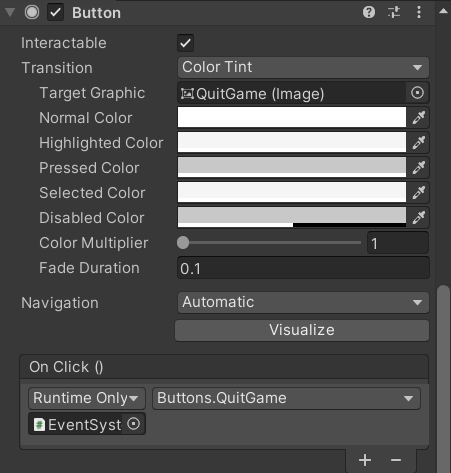 Button
Interactable
Transition Color Tint
Target Graphic QuitGame (Image)
Normal Color
Highlighted Color
Pressed Color
Selected Color
Disabled Color
Color Multiplier 1
Fade Duration 0.1
Navigation Automatic
Visualize
On Click ()
Runtime Only Buttons.QuitGame
EventSyst